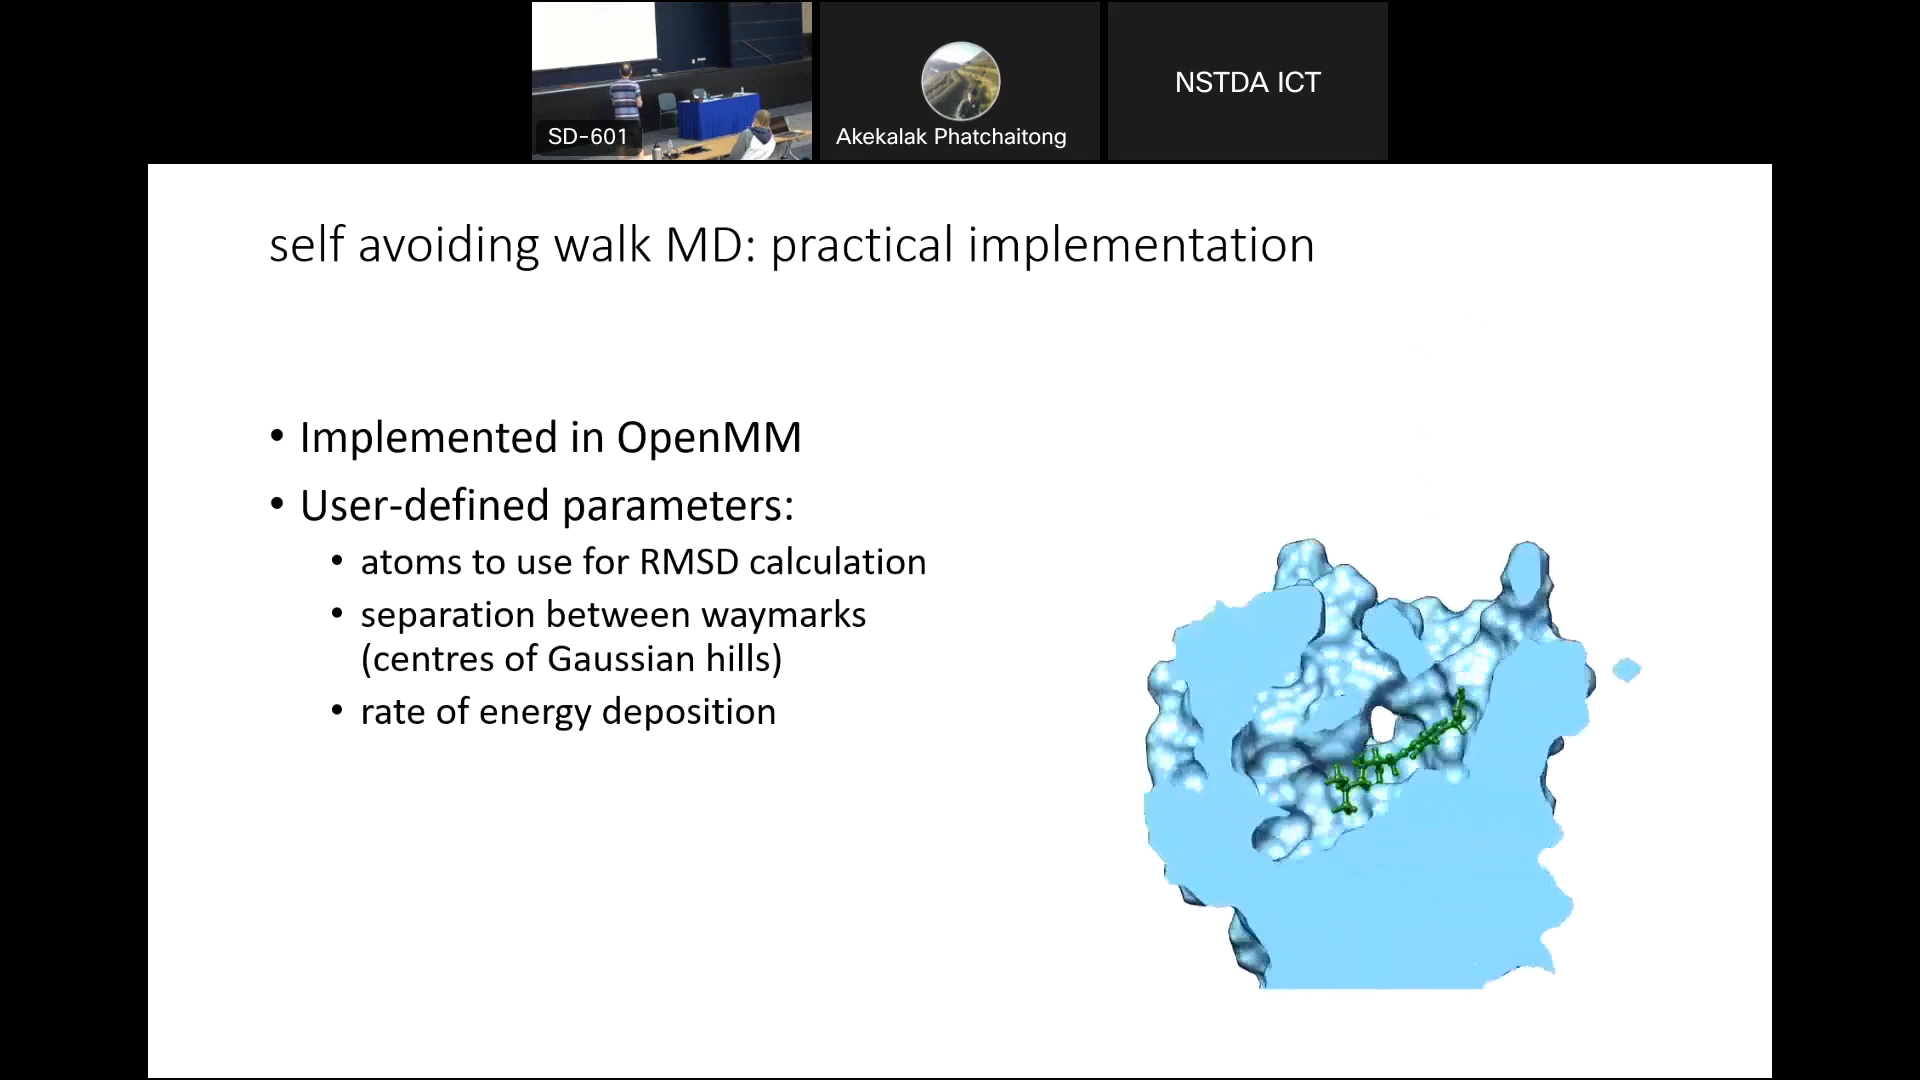 SD-601
Akekalak Phatchaitong
NSTDA ICT
self avoiding walk MD: practical implementation
• Implemented in OpenMM
• User-defined parameters:
• atoms to use for RMSD calculation
• separation between waymarks
(centres of Gaussian hills)
• rate of energy deposition